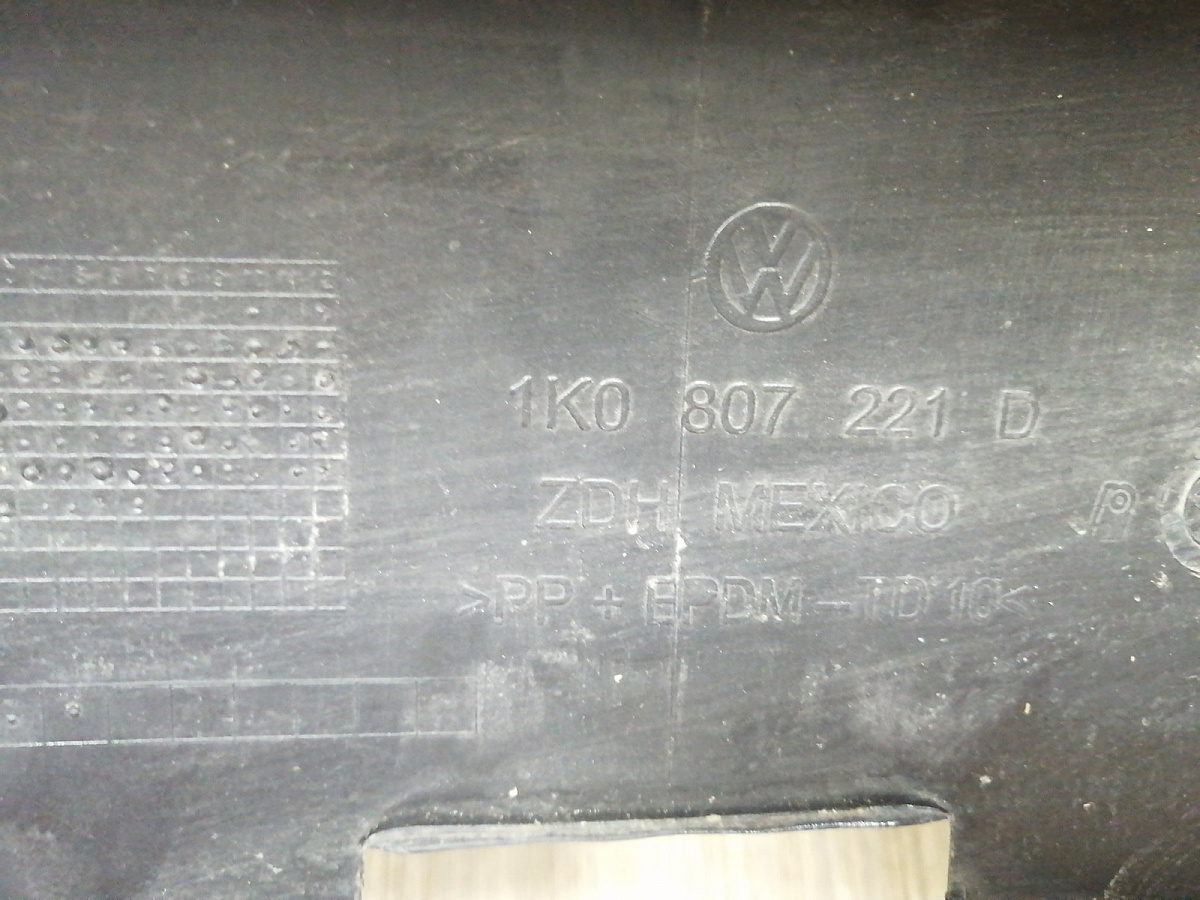 VW
1K0 807 221 D
ZDH MEXICO
>PP + EPDM - TD 10<